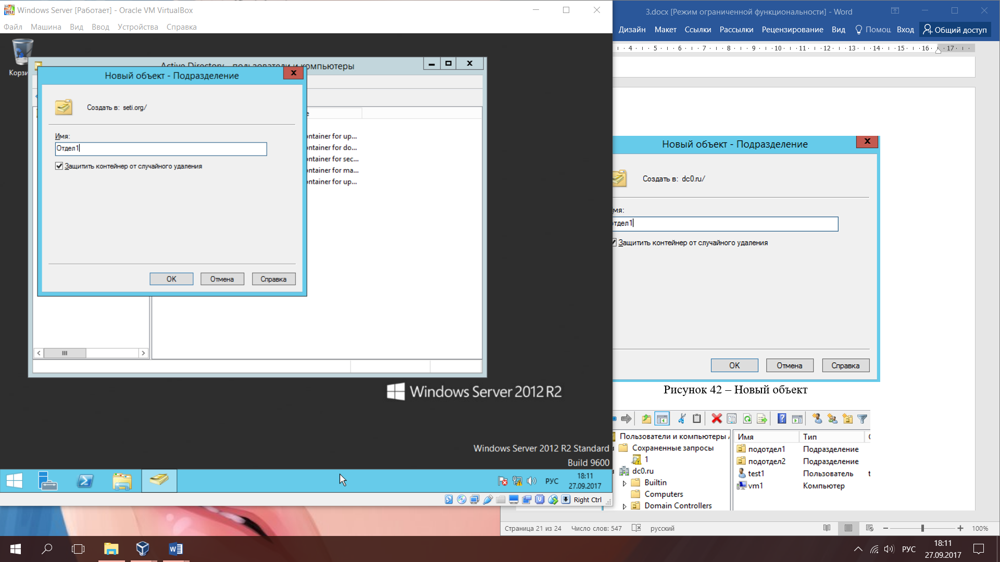 Windows Server [Работает] - Oracle VM VirtualBox
Файл Машина Вид Ввод Устройства Справка
Active Directory - пользователи и компьютеры
Новый объект - Подразделение
Создать в: seti.org/
Имя:
Отдел1
Защитить контейнер от случайного удаления
OK Отмена Справка
ontainer for up...
ontainer for do...
ontainer for sec...
ontainer for ma...
ontainer for up...
Windows Server 2012 R2
Windows Server 2012 R2 Standard
Build 9600
РУС
18:11
27.09.2017
Right Ctrl
3.docx [Режим ограниченной функциональности] - Word
Дизайн Макет Ссылки Рассылки Рецензирование Вид Помощ Вход Общий доступ
4 5 6 7 8 9 10 11 12 13 14 15 16 17
Новый объект - Подразделение
Создать в: dc0.ru/
мя:
тдел1
Защитить контейнер от случайного удаления
OK Отмена Справка
Рисунок 42 – Новый объект
Пользователи и компьютеры
Сохраненные запросы
1
dc0.ru
Builtin
Computers
Domain Controllers
Имя Тип
подотдел1 Подразделение
подотдел2 Подразделение
test1 Пользователь
vm1 Компьютер
Страница 21 из 24 Число слов: 547 русский 100%
РУС
18:11
27.09.2017